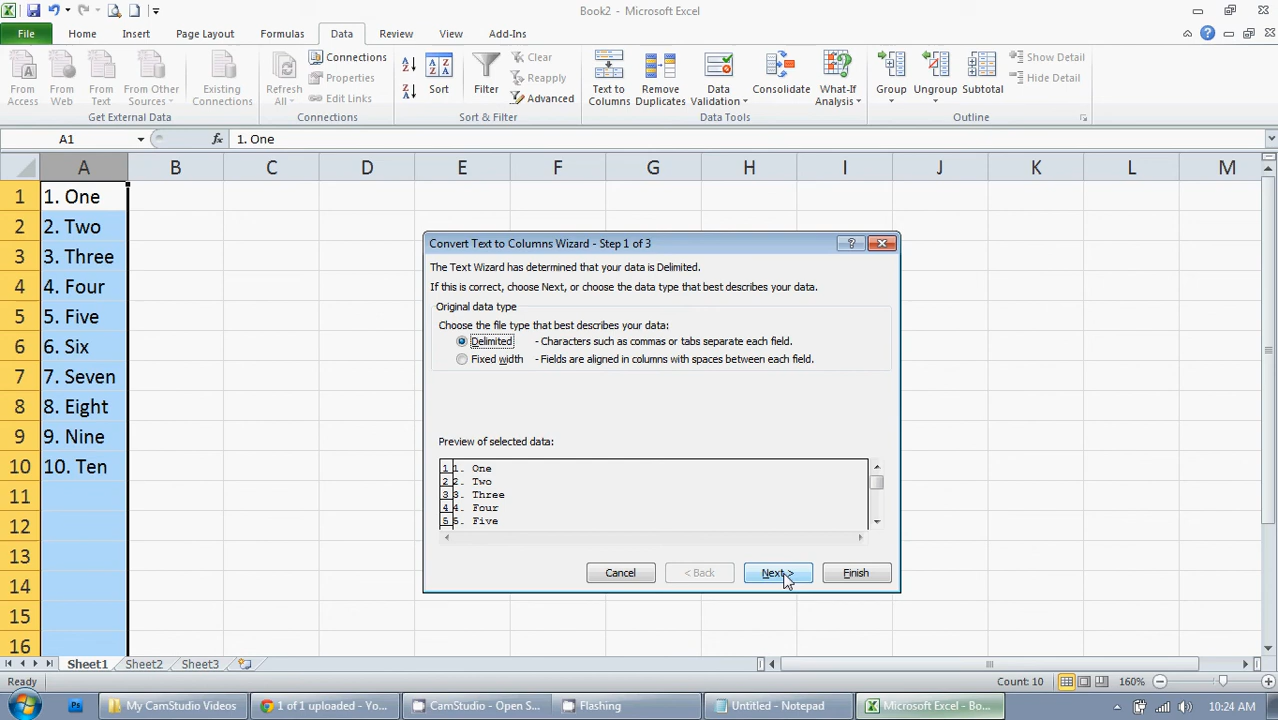 Book2 - Microsoft Excel
File Home Insert Page Layout Formulas Data Review View Add-Ins
From Access
From Web
From Text
From Other Sources
Existing Connections
Get External Data
Refresh All
Connections
Properties
Edit Links
Connections
Sort
Filter
Clear
Reapply
Advanced
Sort & Filter
Text to Columns
Remove Duplicates
Data Validation
Consolidate
What-If Analysis
Data Tools
Group
Ungroup
Subtotal
Show Detail
Hide Detail
Outline
A1 fx 1. One
A B C D E F G H I J K L M
1 1. One
2 2. Two
3 3. Three
4 4. Four
5 5. Five
6 6. Six
7 7. Seven
8 8. Eight
9 9. Nine
10 10. Ten
11
12
13
14
15
16
Convert Text to Columns Wizard - Step 1 of 3
The Text Wizard has determined that your data is Delimited.
If this is correct, choose Next, or choose the data type that best describes your data.
Original data type
Choose the file type that best describes your data:
Delimited - Characters such as commas or tabs separate each field.
Fixed width - Fields are aligned in columns with spaces between each field.
Preview of selected data:
1 1. One
2 2. Two
3 3. Three
4 4. Four
5 5. Five
Cancel < Back Next > Finish
Sheet1 Sheet2 Sheet3
Ready Count: 10 160%
My CamStudio Videos 1 of 1 uploaded - Yo... CamStudio - Open S... Flashing Untitled - Notepad Microsoft Excel - Bo... 10:24 AM